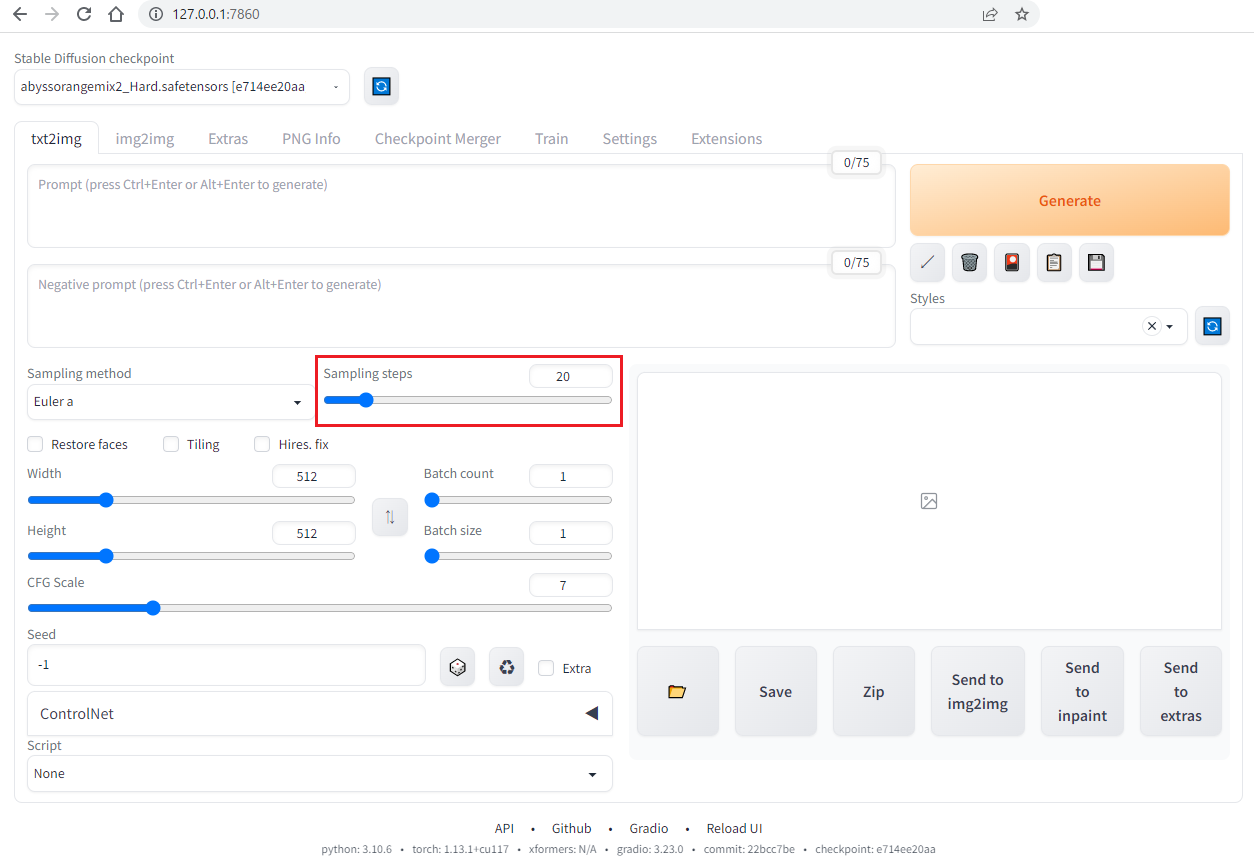 127.0.0.1:7860
Stable Diffusion checkpoint
abyssorangemix2_Hard.safetensors [e714ee20aa
txt2img img2img Extras PNG Info Checkpoint Merger Train Settings Extensions
0/75
Prompt (press Ctrl+Enter or Alt+Enter to generate)
Generate
0/75
Negative prompt (press Ctrl+Enter or Alt+Enter to generate)
Styles
Sampling method
Euler a
Sampling steps
20
Restore faces Tiling Hires. fix
Width
512
Batch count
1
Height
512
Batch size
1
CFG Scale
7
Seed
-1
Extra
ControlNet
Script
None
Save
Zip
Send to
img2img
Send
to
inpaint
Send
to
extras
API • Github • Gradio • Reload UI
python: 3.10.6 • torch: 1.13.1+cu117 • xformers: N/A • gradio: 3.23.0 • commit: 22bcc7be • checkpoint: e714ee20aa